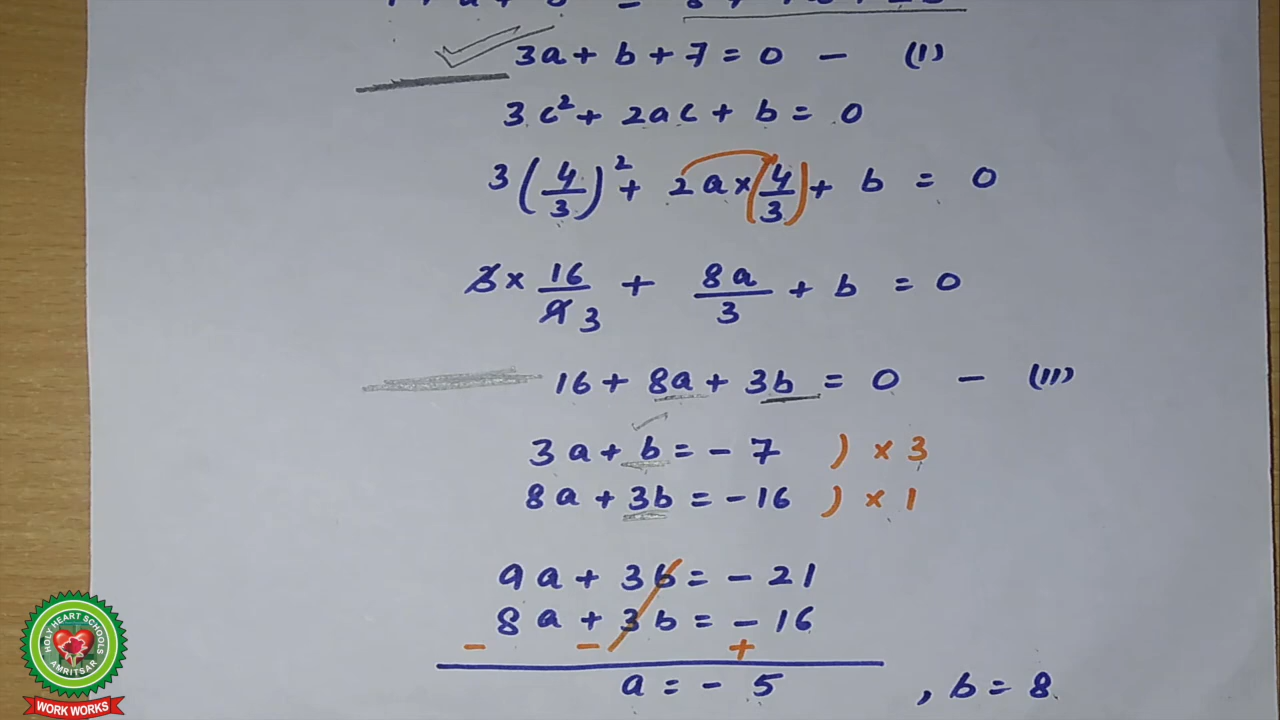 3a + b + 7 = 0 - (I)
3c² + 2ac + b = 0
3(4/3)² + 2a×(4/3) + b = 0
3 × 16/9 3 + 8a/3 + b = 0
16 + 8a + 3b = 0 - (II)
3a + b = - 7 ) × 3
8a + 3b = - 16 ) × 1
9a + 3b = - 21
8a + 3b = - 16
- - +
a = - 5 , b = 8
HOLY HEART SCHOOLS
AMRITSAR
WORK WORKS